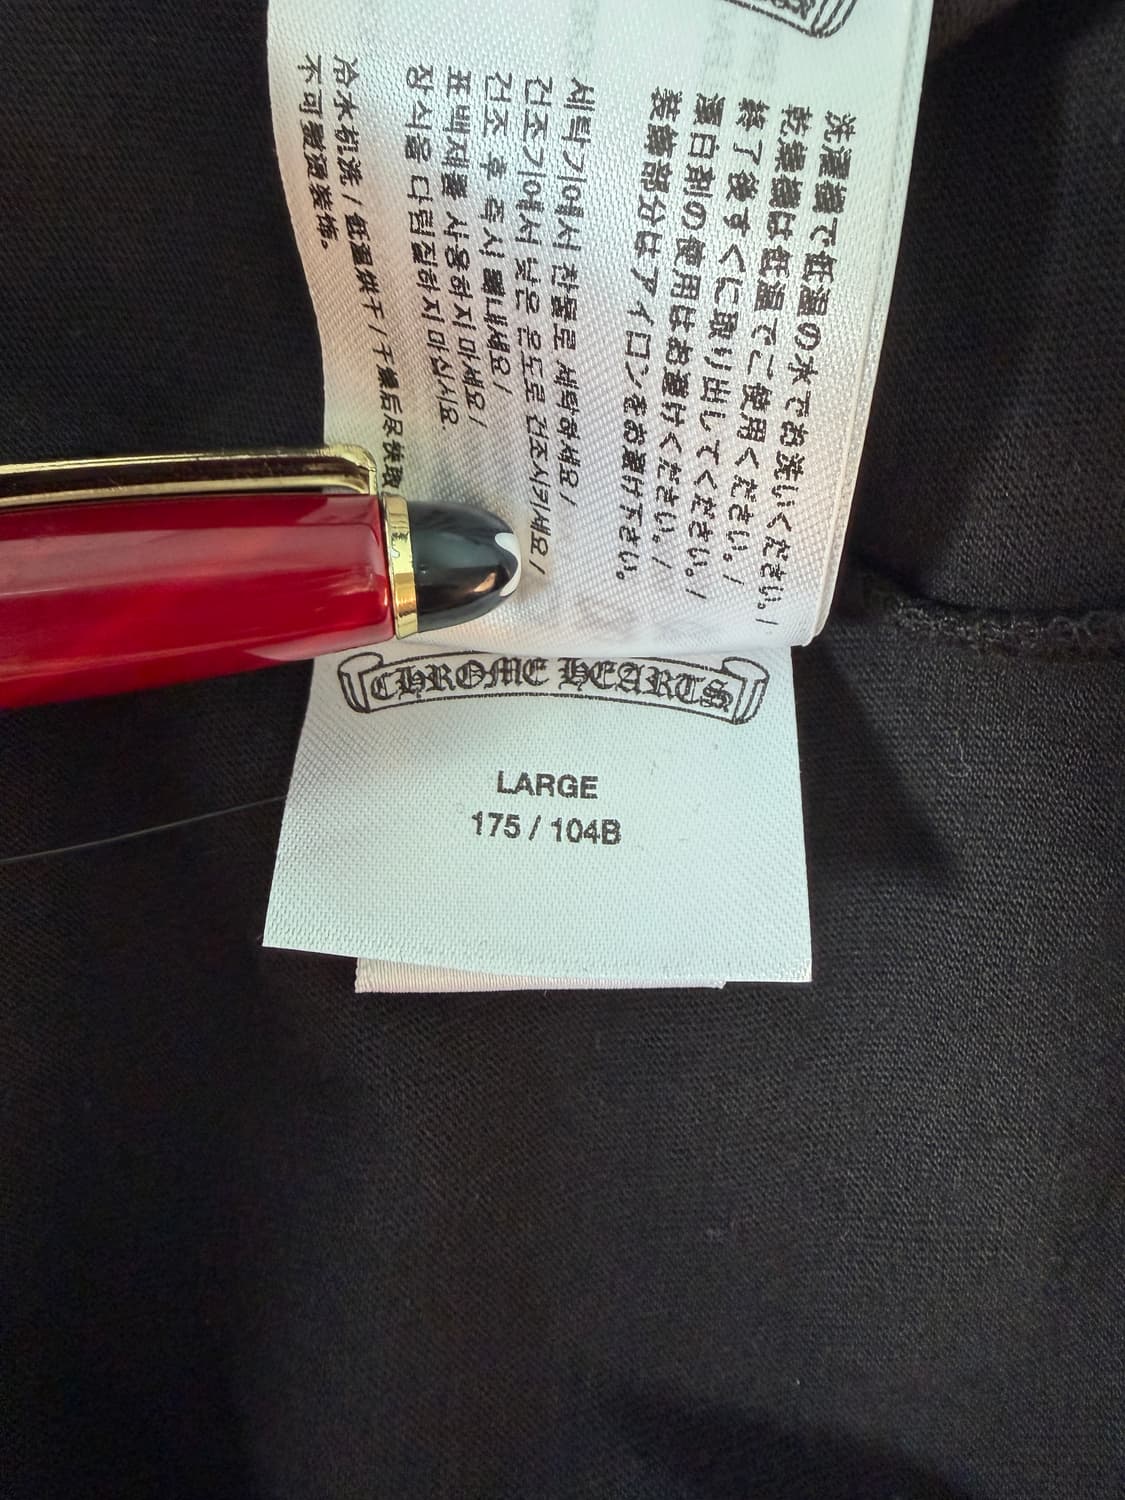 洗濯機で低温の水でお洗いください。/
乾燥機は低温でご使用ください。/
終了後すぐに取り出してください。/
漂白剤の使用はお避けください。/
装飾部分はアイロンをお避け下さい。
세탁기에서 찬물로 세탁하세요 /
건조기에서 낮은 온도로 건조시키세요 /
건조 후 즉시 꺼내세요 /
표백제를 사용하지 마세요 /
장식을 다림질하지 마십시오
冷水机洗 / 低温烘干 / 干燥后尽快取
不可熨烫装饰。
CHROME HEARTS
LARGE
175 / 104B